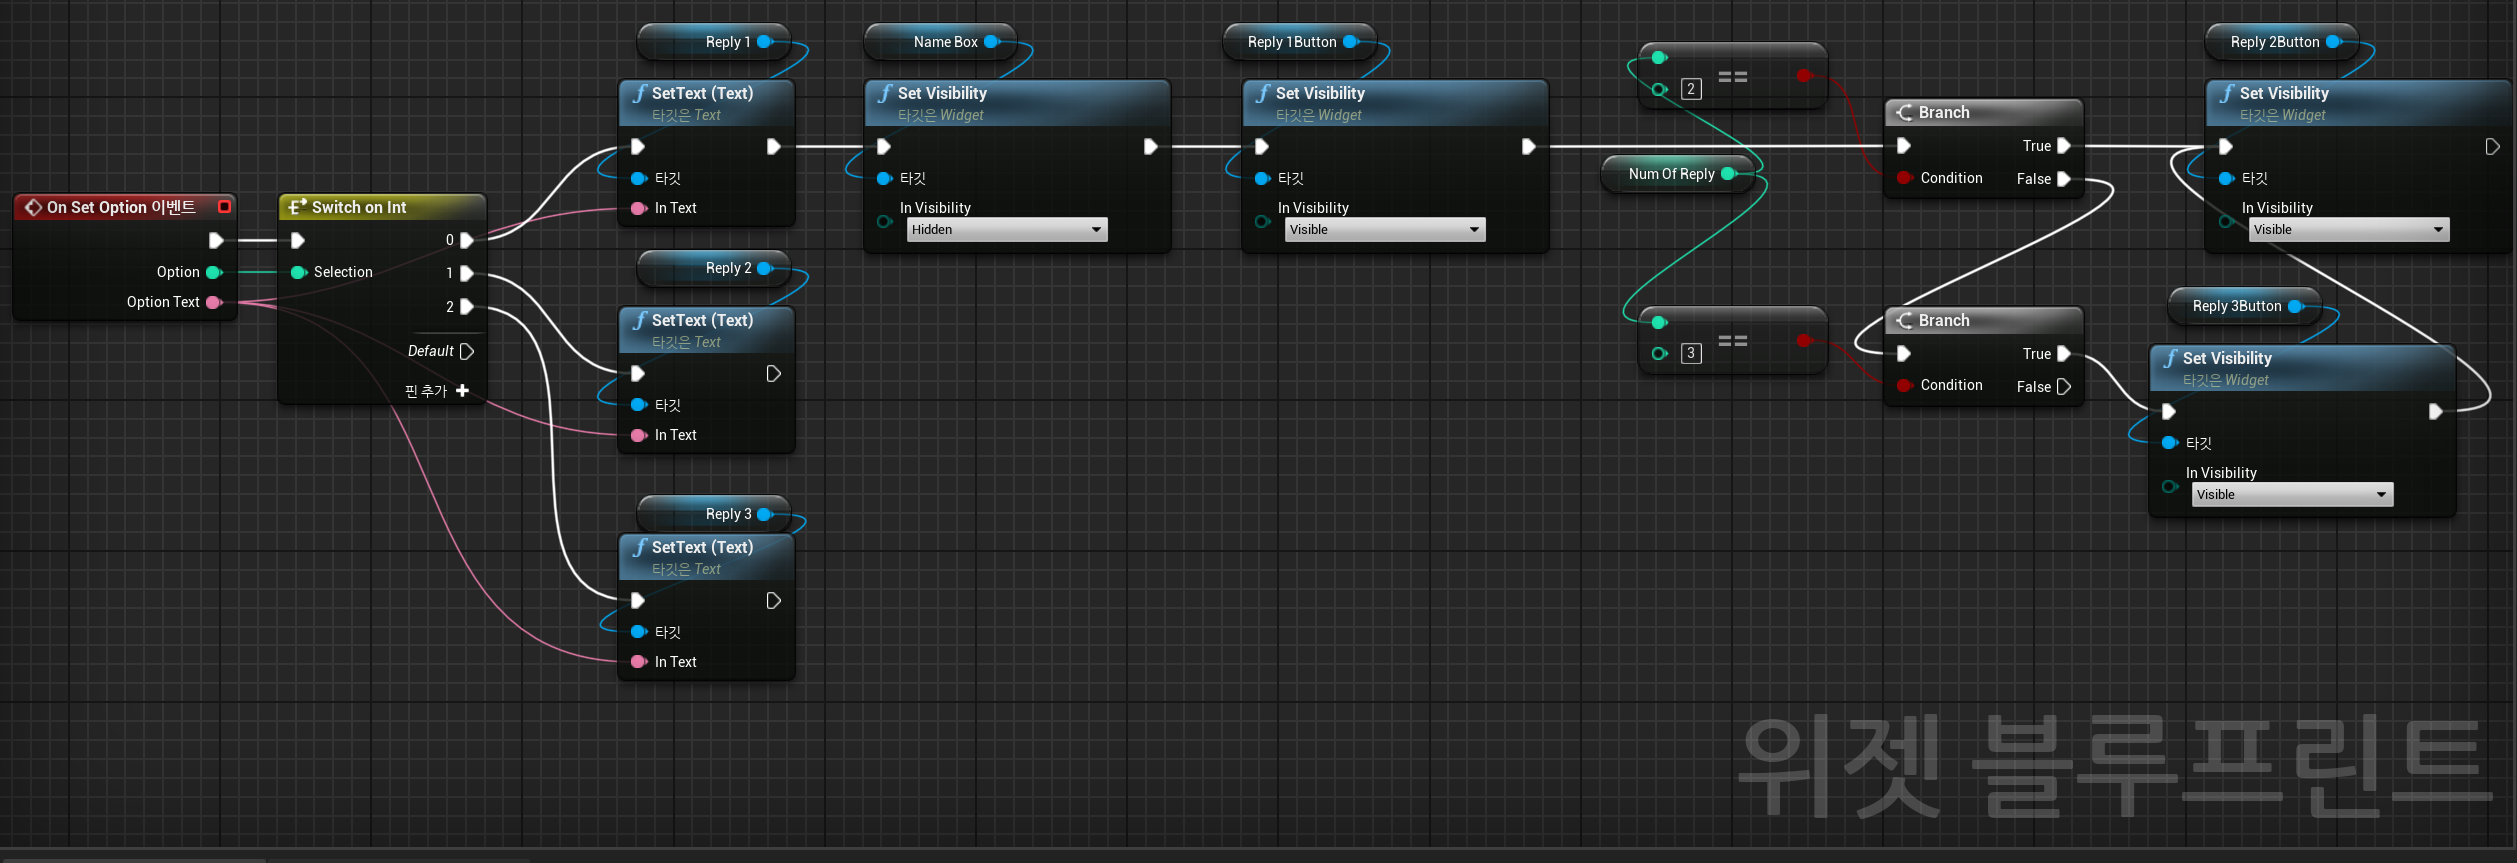 On Set Option 이벤트
Option
Option Text
Switch on Int
Selection
0
1
2
Default
핀 추가
Reply 1
SetText (Text)
타깃은 Text
타깃
In Text
Reply 2
SetText (Text)
타깃은 Text
타깃
In Text
Reply 3
SetText (Text)
타깃은 Text
타깃
In Text
Name Box
Set Visibility
타깃은 Widget
타깃
In Visibility
Hidden
Reply 1Button
Set Visibility
타깃은 Widget
타깃
In Visibility
Visible
2
==
Num Of Reply
3
==
Branch
Condition
True
False
Branch
Condition
True
False
Reply 2Button
Set Visibility
타깃은 Widget
타깃
In Visibility
Visible
Reply 3Button
Set Visibility
타깃은 Widget
타깃
In Visibility
Visible
위젯 블루프린트